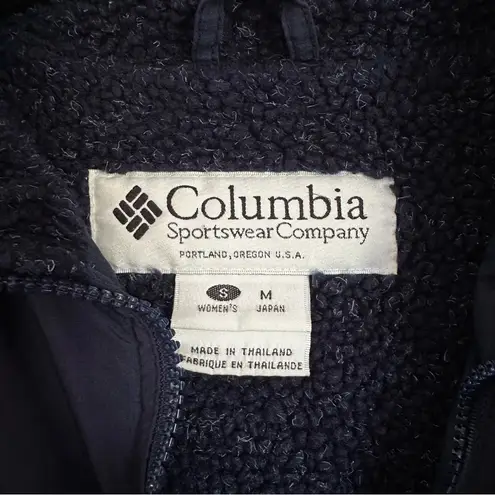 Columbia
Sportswear Company
PORTLAND, OREGON U.S.A.
S M
WOMEN'S JAPAN
MADE IN THAILAND
FABRIQUE EN THAILANDE